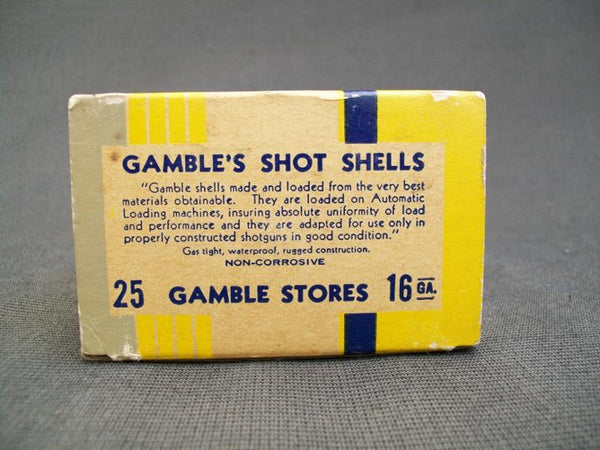 GAMBLE'S SHOT SHELLS
"Gamble shells made and loaded from the very best
materials obtainable. They are loaded on Automatic
Loading machines, insuring absolute uniformity of load
and performance and they are adapted for use only in
properly constructed shotguns in good condition."
Gas tight, waterproof, rugged construction.
NON-CORROSIVE
25 GAMBLE STORES 16 GA.